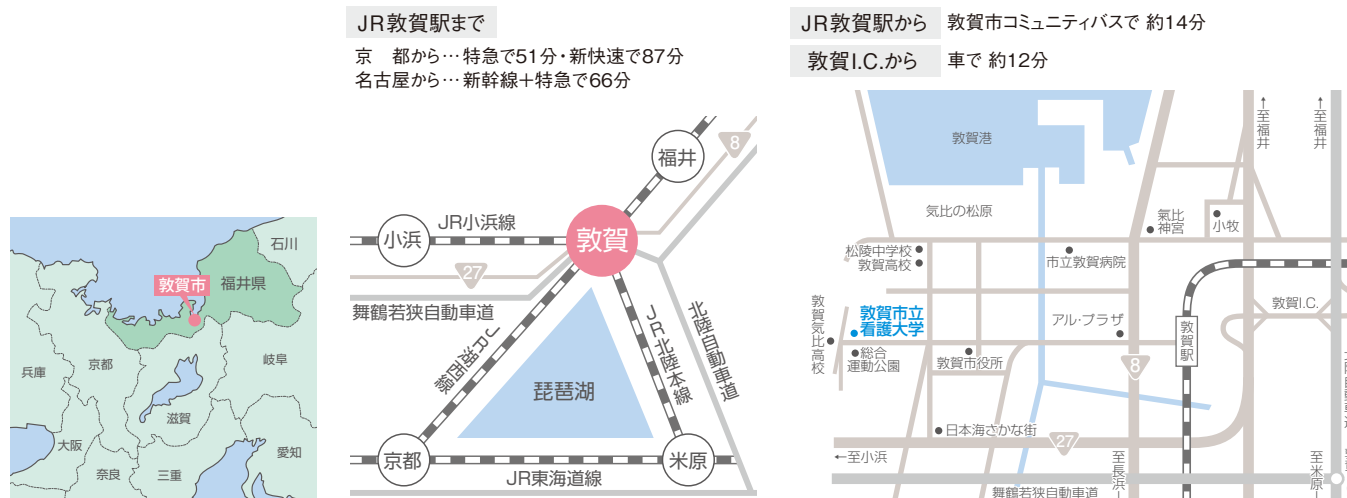 JR敦賀駅まで
京　都から…特急で51分・新快速で87分
名古屋から…新幹線＋特急で66分
JR敦賀駅から
敦賀市コミュニティバスで 約14分
敦賀I.C.から
車で 約12分
石川
福井県
敦賀市
岐阜
京都
兵庫
滋賀
大阪
奈良
三重
愛知
8
福井
JR小浜線
小浜
敦賀
27
舞鶴若狭自動車道
JR湖西線
JR北陸本線
北陸自動車道
琵琶湖
京都
米原
JR東海道線
敦賀港
↑至福井
↑至福井
気比の松原
氣比
神宮
小牧
松陵中学校
敦賀高校
市立敦賀病院
敦賀I.C.
敦賀気比高校
敦賀市立
看護大学
アル・プラザ
敦賀駅
総合
運動公園
敦賀市役所
8
日本海さかな街
27
←至小浜
至長浜↓
至米原↓
舞鶴若狭自動車道